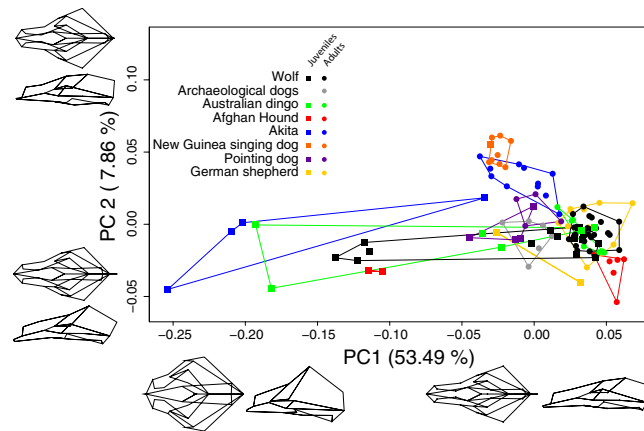 Juveniles
Adults
Wolf
Archaeological dogs
Australian dingo
Afghan Hound
Akita
New Guinea singing dog
Pointing dog
German shepherd
PC 2 ( 7.86 %)
0.10
0.05
0.00
−0.05
−0.25
−0.20
−0.15
−0.10
−0.05
0.00
0.05
PC1 (53.49 %)